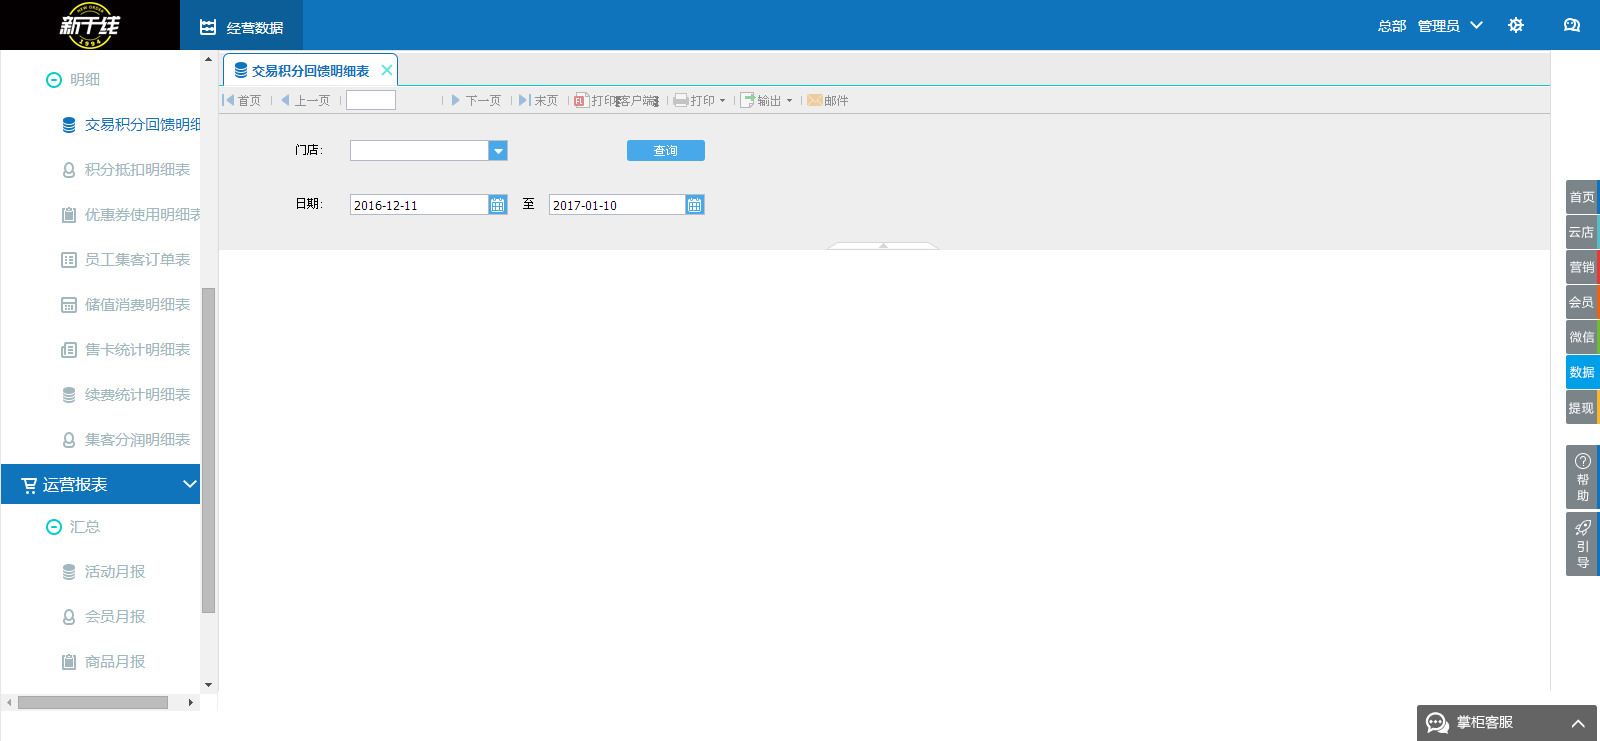 NEW ORDER
新干线
1994
经营数据
总部 管理员
明细
交易积分回馈明细
积分抵扣明细表
优惠券使用明细表
员工集客订单表
储值消费明细表
售卡统计明细表
续费统计明细表
集客分润明细表
运营报表
汇总
活动月报
会员月报
商品月报
交易积分回馈明细表
首页 上一页 下一页 末页 打印[客户端] 打印 输出 邮件
门店:
查询
日期: 2016-12-11 至 2017-01-10
首页
云店
营销
会员
微信
数据
提现
帮助
引导
掌柜客服